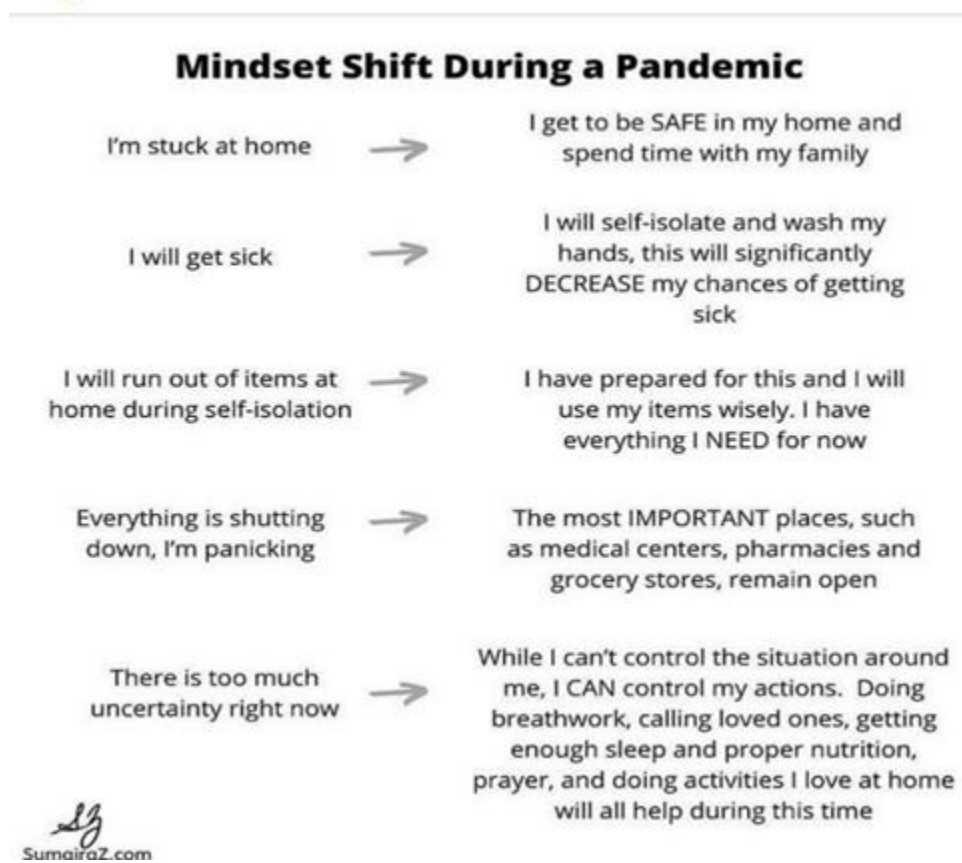 Mindset Shift During a Pandemic
I'm stuck at home
I get to be SAFE in my home and
spend time with my family
I will get sick
I will self-isolate and wash my
hands, this will significantly
DECREASE my chances of getting
sick
I will run out of items at
home during self-isolation
I have prepared for this and I will
use my items wisely. I have
everything I NEED for now
Everything is shutting
down, I'm panicking
The most IMPORTANT places, such
as medical centers, pharmacies and
grocery stores, remain open
There is too much
uncertainty right now
While I can't control the situation around
me, I CAN control my actions.  Doing
breathwork, calling loved ones, getting
enough sleep and proper nutrition,
prayer, and doing activities I love at home
will all help during this time
SZ
SumairaZ.com